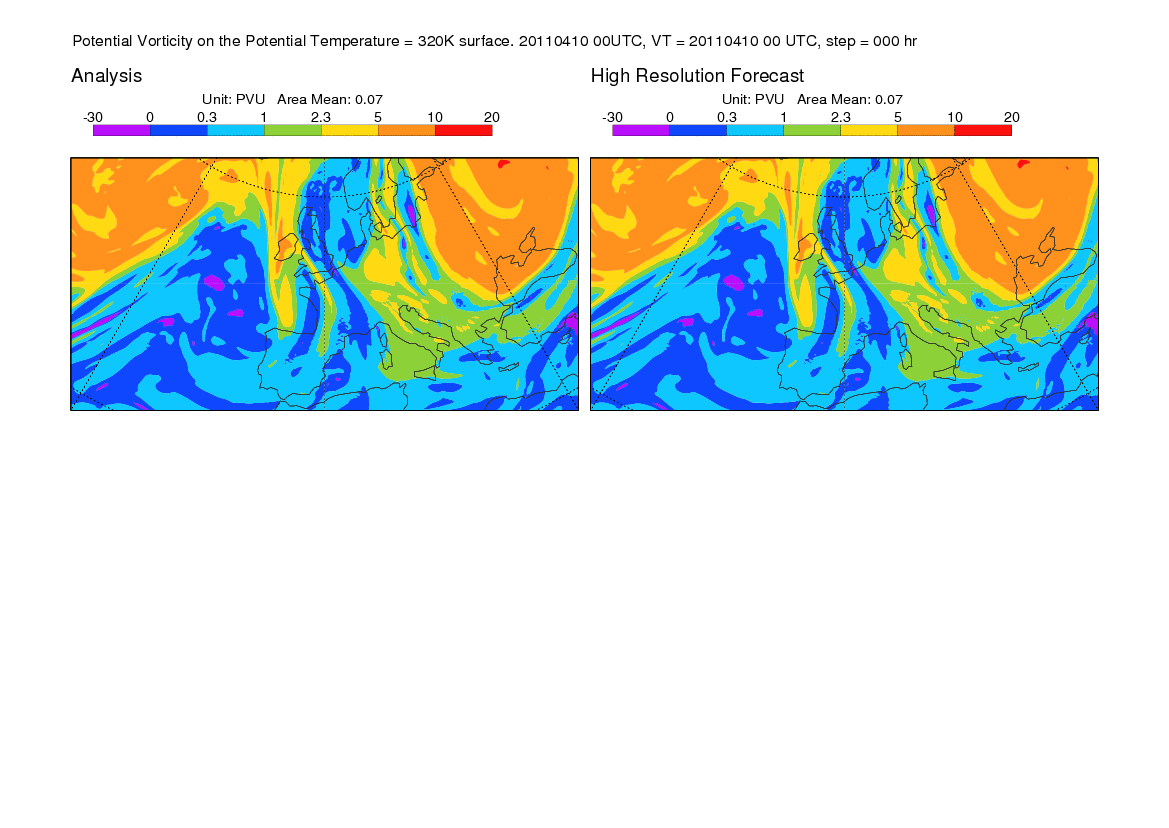 Potential Vorticity on the Potential Temperature = 320K surface. 20110410 00UTC, VT = 20110410 00 UTC, step = 000 hr
Analysis
Unit: PVU Area Mean: 0.07
-30 0 0.3 1 2.3 5 10 20
High Resolution Forecast
Unit: PVU Area Mean: 0.07
-30 0 0.3 1 2.3 5 10 20